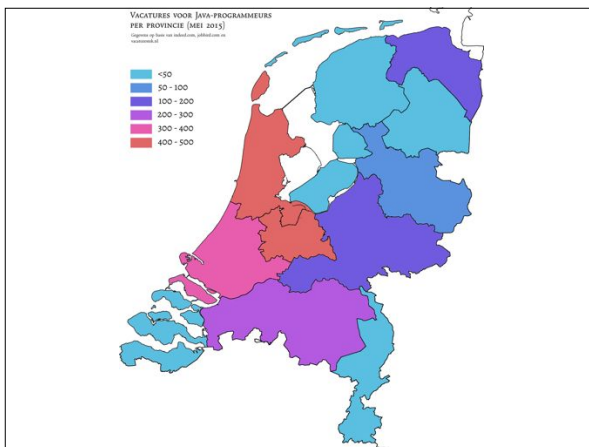 Vacatures voor Java-programmeurs
per provincie (mei 2015)
Gegevens op basis van indeed.com, jobbird.com en
vacaturenb.nl
<50
50 - 100
100 - 200
200 - 300
300 - 400
400 - 500